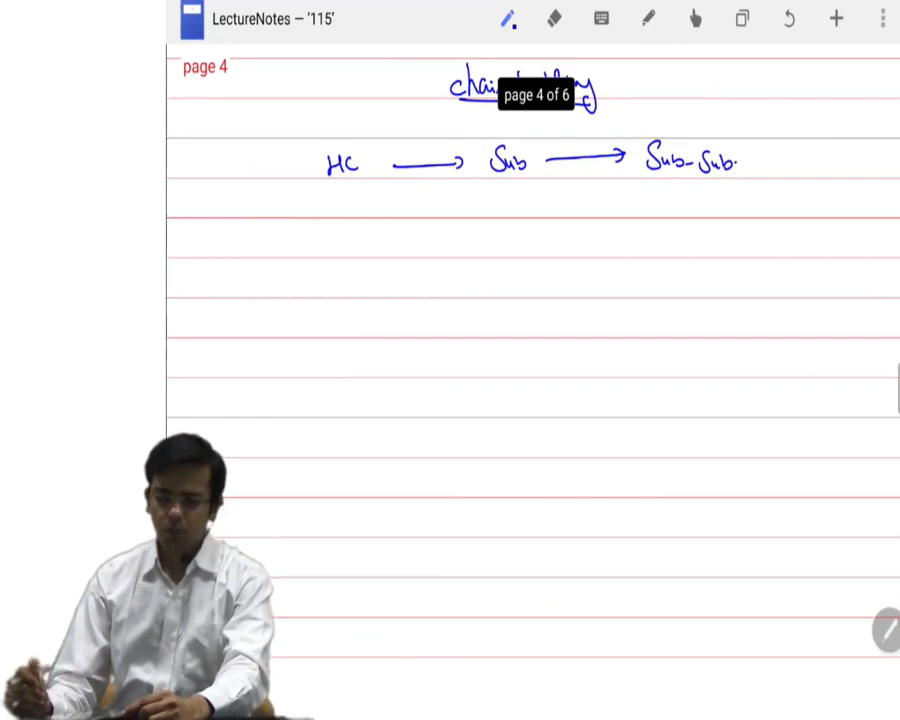 LectureNotes – '115'
page 4
page 4 of 6
HC → Sub → Sub-Sub.